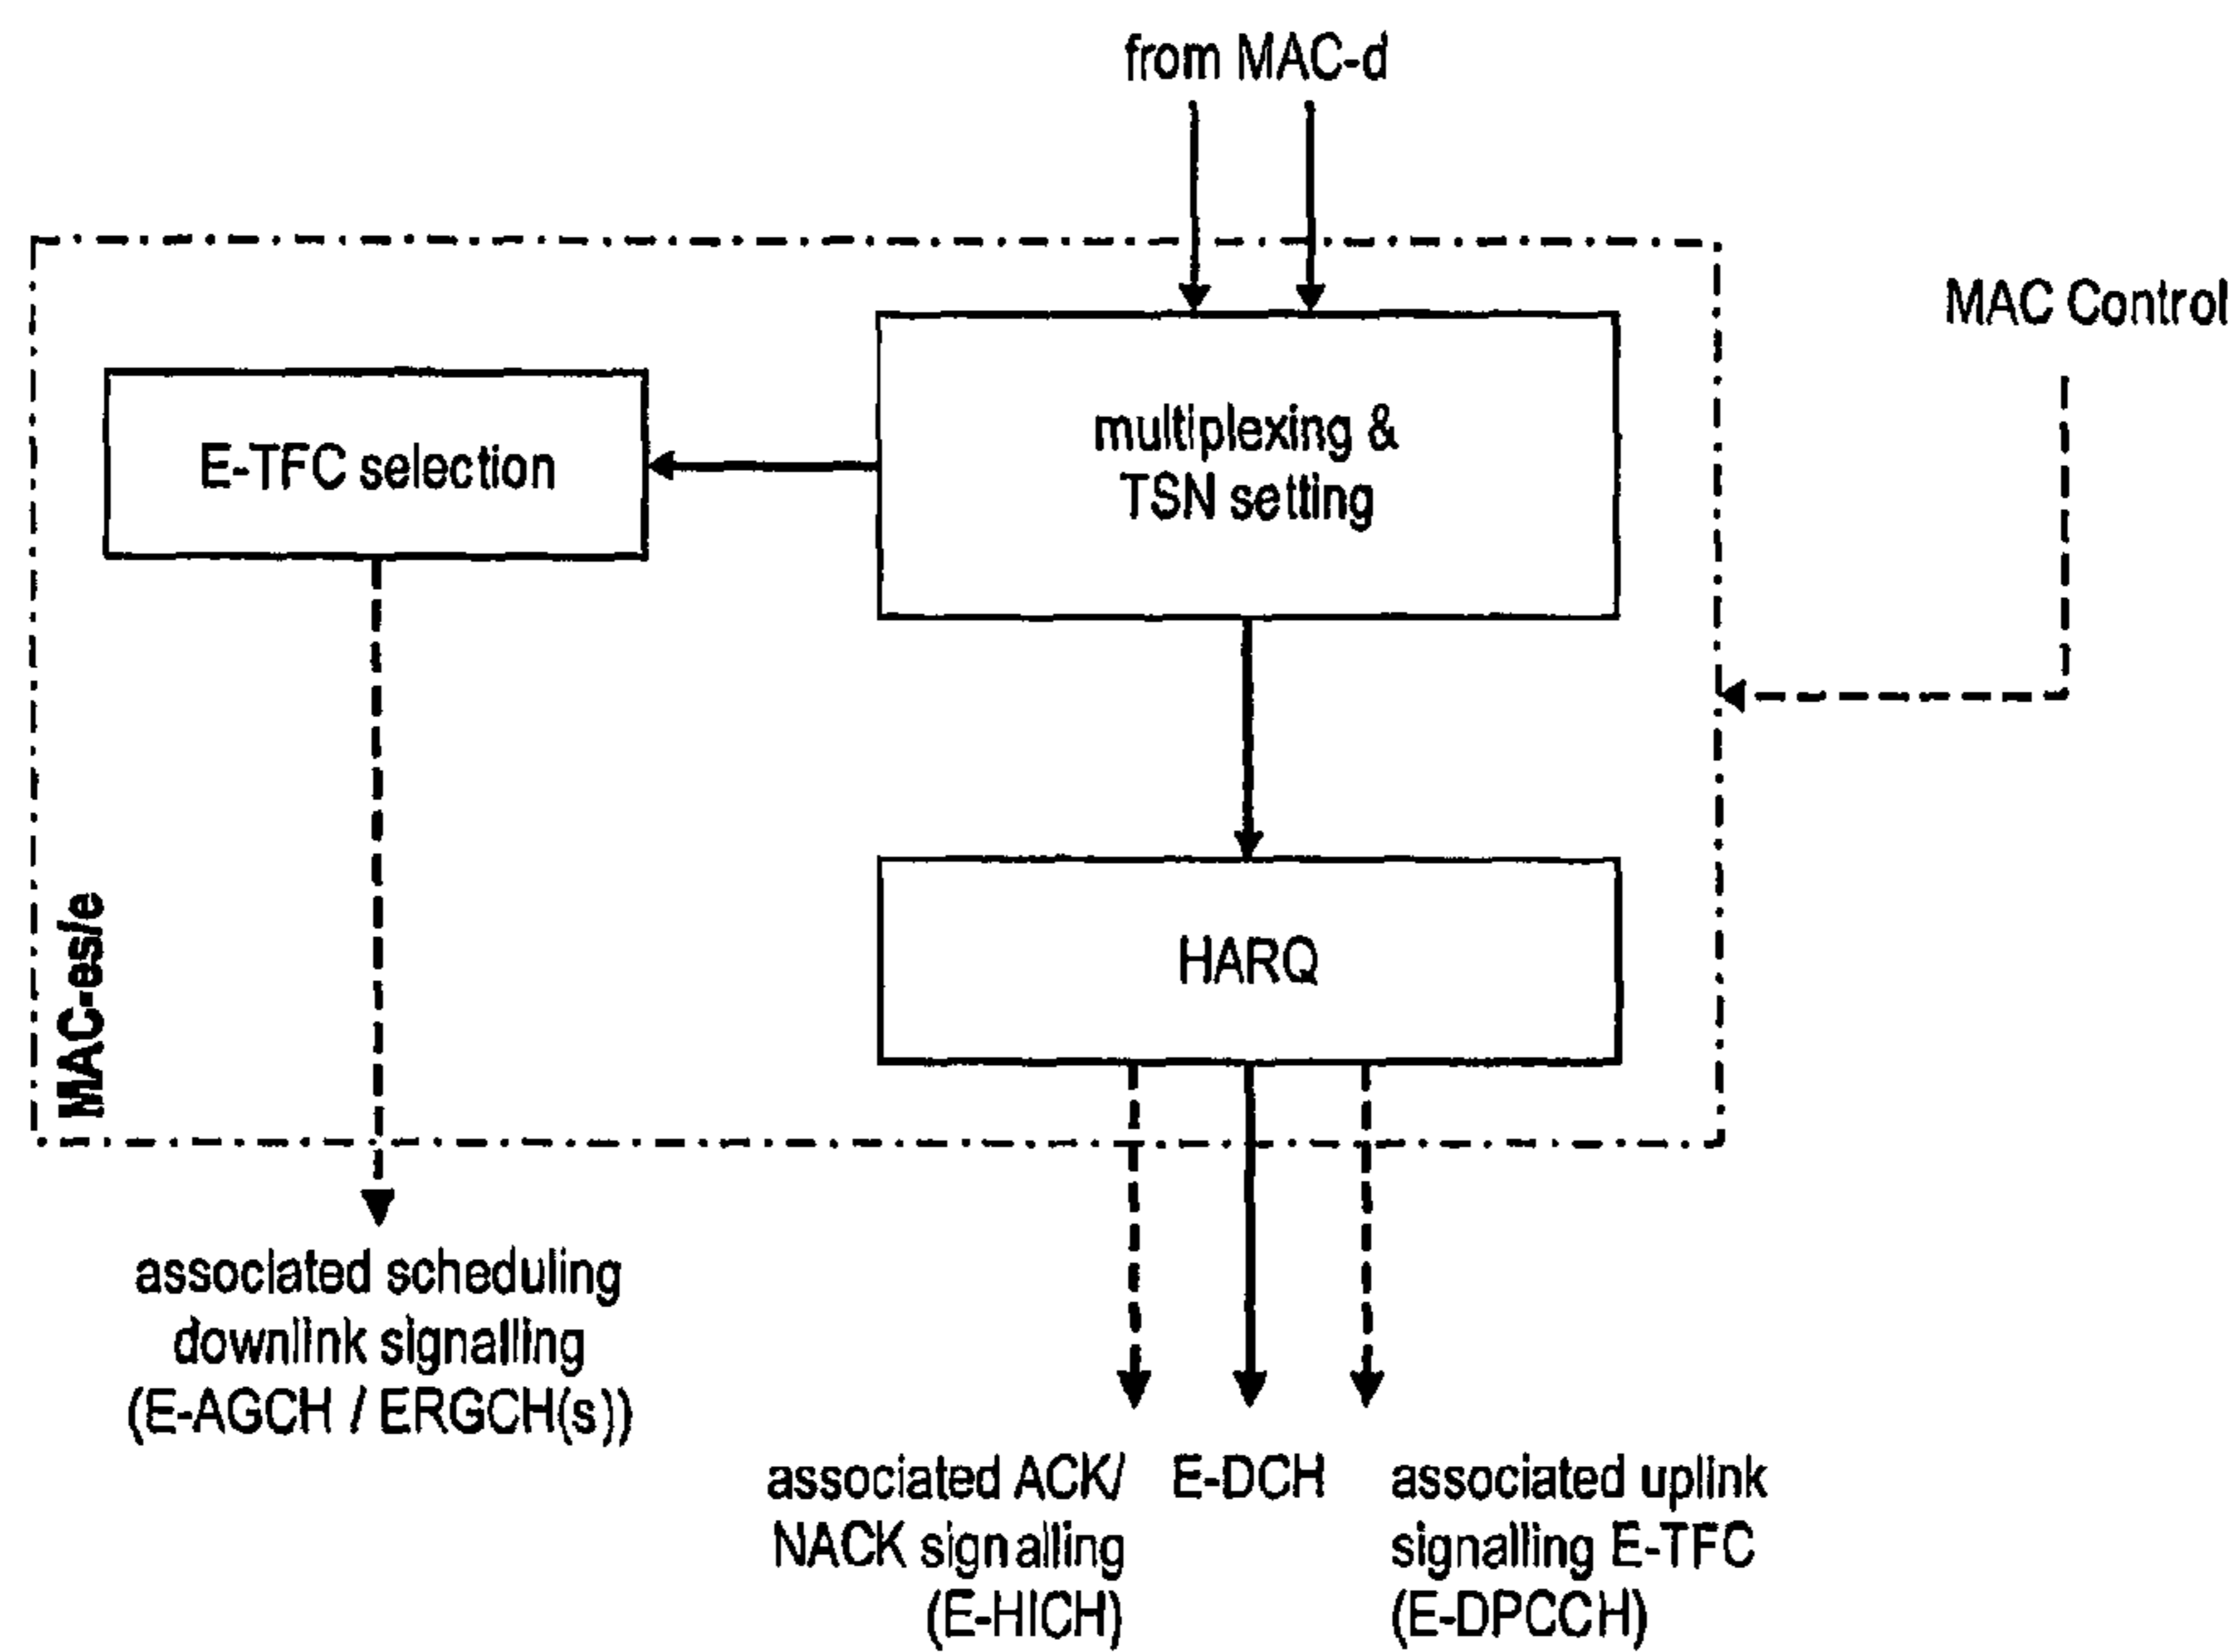 from MAC-d
MAC Control
multiplexing &
TSN setting
E-TFC selection
HARQ
MAC-es/e
associated scheduling
downlink signalling
(E-AGCH / ERGCH(s))
associated ACK/
NACK signalling
(E-HICH)
E-DCH
associated uplink
signalling E-TFC
(E-DPCCH)